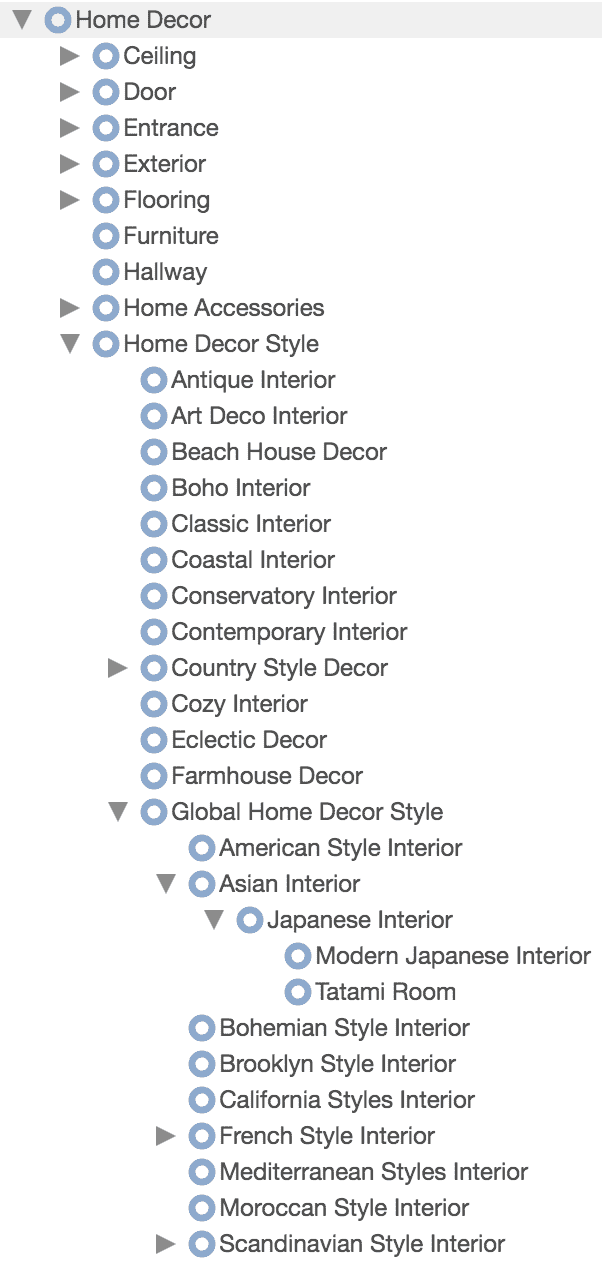 Home Decor
Ceiling
Door
Entrance
Exterior
Flooring
Furniture
Hallway
Home Accessories
Home Decor Style
Antique Interior
Art Deco Interior
Beach House Decor
Boho Interior
Classic Interior
Coastal Interior
Conservatory Interior
Contemporary Interior
Country Style Decor
Cozy Interior
Eclectic Decor
Farmhouse Decor
Global Home Decor Style
American Style Interior
Asian Interior
Japanese Interior
Modern Japanese Interior
Tatami Room
Bohemian Style Interior
Brooklyn Style Interior
California Styles Interior
French Style Interior
Mediterranean Styles Interior
Moroccan Style Interior
Scandinavian Style Interior